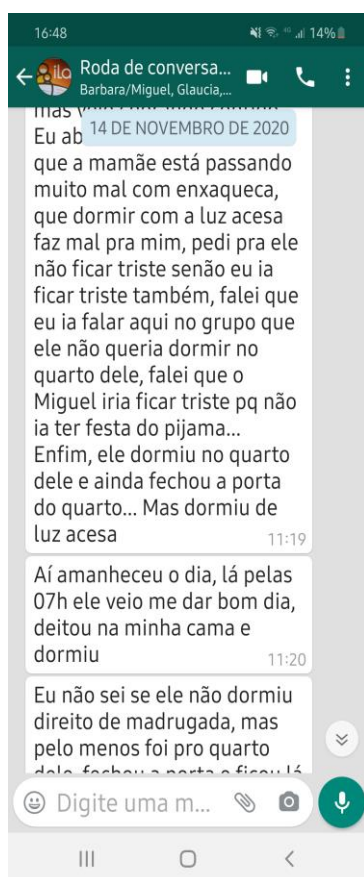 16:48
14%
Roda de conversa...
Barbara/Miguel, Glaucia,...
14 DE NOVEMBRO DE 2020
Eu ab
que a mamãe está passando
muito mal com enxaqueca,
que dormir com a luz acesa
faz mal pra mim, pedi pra ele
não ficar triste senão eu ia
ficar triste também, falei que
eu ia falar aqui no grupo que
ele não queria dormir no
quarto dele, falei que o
Miguel iria ficar triste pq não
ia ter festa do pijama...
Enfim, ele dormiu no quarto
dele e ainda fechou a porta
do quarto... Mas dormiu de
luz acesa
11:19
Aí amanheceu o dia, lá pelas
07h ele veio me dar bom dia,
deitou na minha cama e
dormiu
11:20
Eu não sei se ele não dormiu
direito de madrugada, mas
pelo menos foi pro quarto
dele, fechou a porta e ficou lá
Digite uma m...